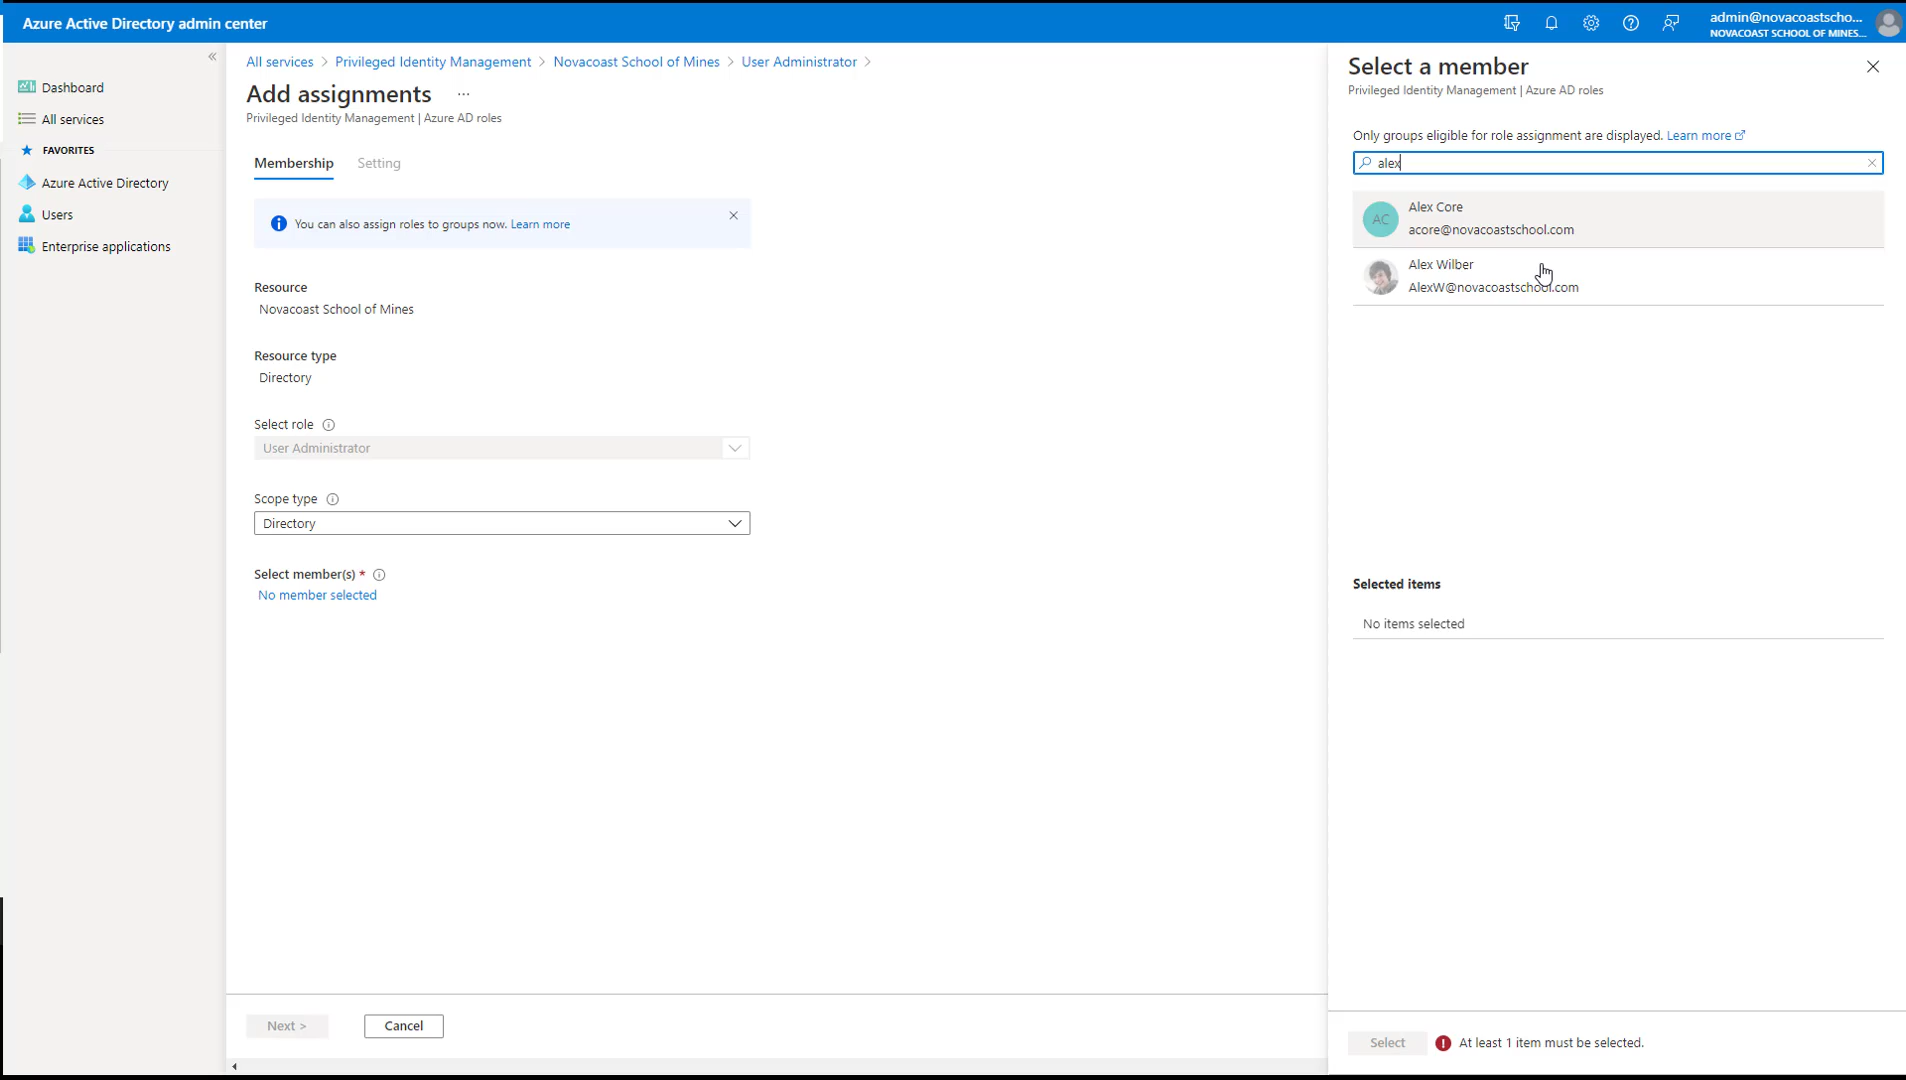 Azure Active Directory admin center
admin@novacoastscho...
NOVACOAST SCHOOL OF MINES...
Dashboard
All services
FAVORITES
Azure Active Directory
Users
Enterprise applications
All services > Privileged Identity Management > Novacoast School of Mines > User Administrator >
Add assignments ...
Privileged Identity Management | Azure AD roles
Membership Setting
You can also assign roles to groups now. Learn more
Resource
Novacoast School of Mines
Resource type
Directory
Select role
User Administrator
Scope type
Directory
Select member(s) *
No member selected
Next >
Cancel
Select a member
Privileged Identity Management | Azure AD roles
Only groups eligible for role assignment are displayed. Learn more
alex
AC
Alex Core
acore@novacoastschool.com
Alex Wilber
AlexW@novacoastschool.com
Selected items
No items selected
Select
At least 1 item must be selected.